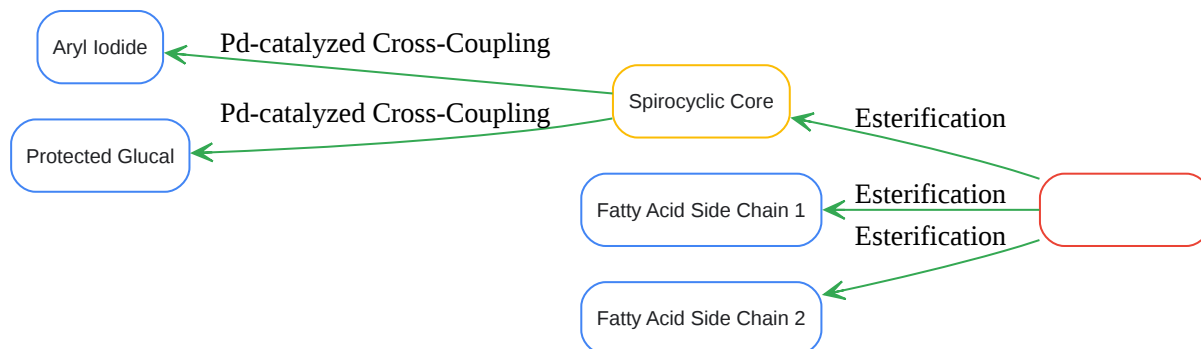 Aryl Iodide
Pd-catalyzed Cross-Coupling
Spirocyclic Core
Pd-catalyzed Cross-Coupling
Protected Glucal
Esterification
Fatty Acid Side Chain 1
Esterification
Esterification
Fatty Acid Side Chain 2